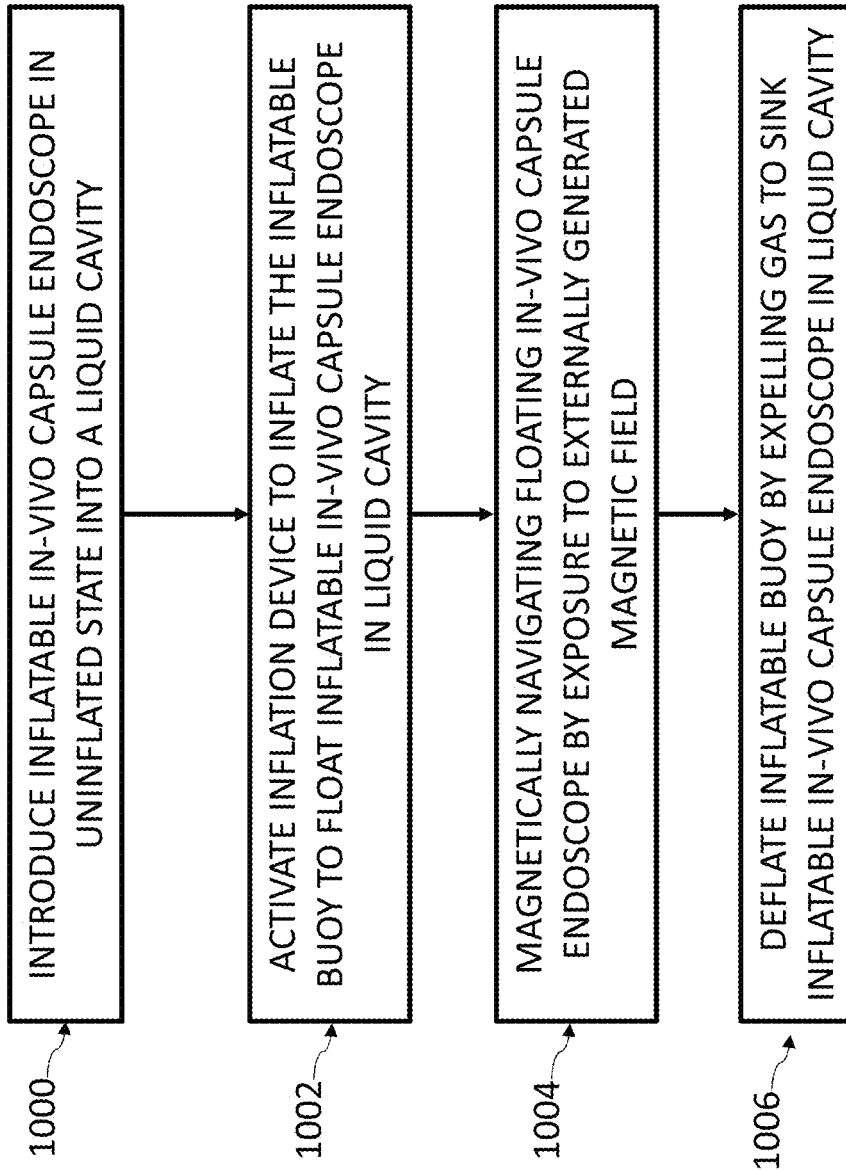 1000
INTRODUCE INFLATABLE IN-VIVO CAPSULE ENDOSCOPE IN
UNINFLATED STATE INTO A LIQUID CAVITY
1002
ACTIVATE INFLATION DEVICE TO INFLATE THE INFLATABLE
BUOY TO FLOAT INFLATABLE IN-VIVO CAPSULE ENDOSCOPE
IN LIQUID CAVITY
1004
MAGNETICALLY NAVIGATING FLOATING IN-VIVO CAPSULE
ENDOSCOPE BY EXPOSURE TO EXTERNALLY GENERATED
MAGNETIC FIELD
1006
DEFLATE INFLATABLE BUOY BY EXPELLING GAS TO SINK
INFLATABLE IN-VIVO CAPSULE ENDOSCOPE IN LIQUID CAVITY